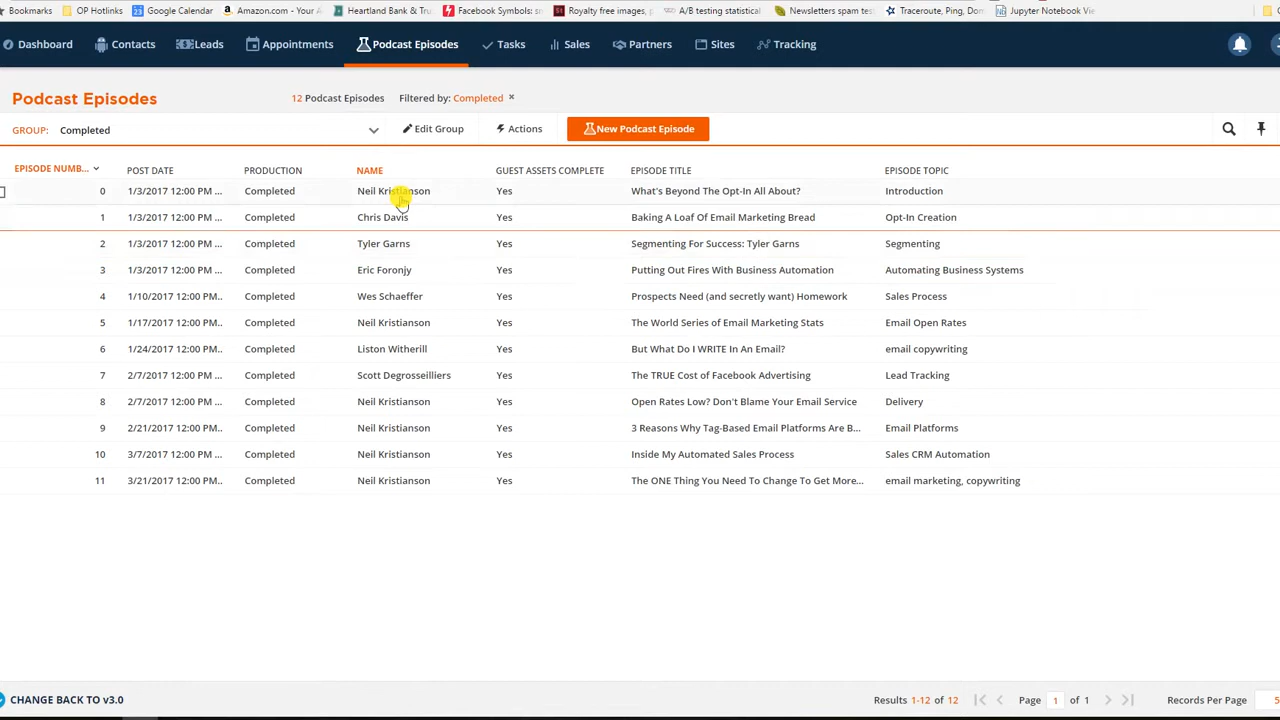 Bookmarks OP Hotlinks Google Calendar Amazon.com - Your A Heartland Bank & Tru Facebook Symbols: Royalty free images, A/B testing statistical Newsletters spam test Traceroute, Ping, Do Jupyter Notebook Vie
Dashboard Contacts Leads Appointments Podcast Episodes Tasks Sales Partners Sites Tracking
Podcast Episodes 12 Podcast Episodes Filtered by: Completed ×
GROUP: Completed Edit Group Actions New Podcast Episode
EPISODE NUMB... POST DATE PRODUCTION NAME GUEST ASSETS COMPLETE EPISODE TITLE EPISODE TOPIC
0 1/3/2017 12:00 PM ... Completed Neil Kristianson Yes What's Beyond The Opt-In All About? Introduction
1 1/3/2017 12:00 PM ... Completed Chris Davis Yes Baking A Loaf Of Email Marketing Bread Opt-In Creation
2 1/3/2017 12:00 PM ... Completed Tyler Garns Yes Segmenting For Success: Tyler Garns Segmenting
3 1/3/2017 12:00 PM ... Completed Eric Foronjy Yes Putting Out Fires With Business Automation Automating Business Systems
4 1/10/2017 12:00 PM.. Completed Wes Schaeffer Yes Prospects Need (and secretly want) Homework Sales Process
5 1/17/2017 12:00 PM.. Completed Neil Kristianson Yes The World Series of Email Marketing Stats Email Open Rates
6 1/24/2017 12:00 PM.. Completed Liston Witherill Yes But What Do I WRITE In An Email? email copywriting
7 2/7/2017 12:00 PM ... Completed Scott Degrosseilliers Yes The TRUE Cost of Facebook Advertising Lead Tracking
8 2/7/2017 12:00 PM ... Completed Neil Kristianson Yes Open Rates Low? Don't Blame Your Email Service Delivery
9 2/21/2017 12:00 PM.. Completed Neil Kristianson Yes 3 Reasons Why Tag-Based Email Platforms Are B... Email Platforms
10 3/7/2017 12:00 PM ... Completed Neil Kristianson Yes Inside My Automated Sales Process Sales CRM Automation
11 3/21/2017 12:00 PM.. Completed Neil Kristianson Yes The ONE Thing You Need To Change To Get More... email marketing, copywriting
CHANGE BACK TO v3.0 Results 1-12 of 12 Page 1 of 1 Records Per Page 5